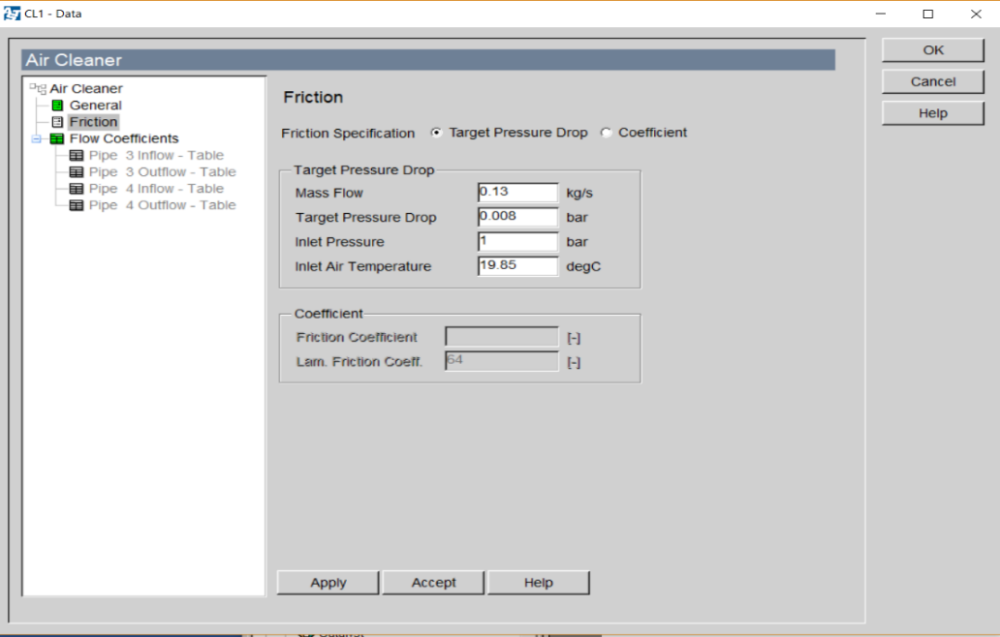 CL1 - Data
Air Cleaner
OK
Cancel
Help
Air Cleaner
General
Friction
Flow Coefficients
Pipe 3 Inflow - Table
Pipe 3 Outflow - Table
Pipe 4 Inflow - Table
Pipe 4 Outflow - Table
Friction
Friction Specification Target Pressure Drop Coefficient
Target Pressure Drop
Mass Flow 0.13 kg/s
Target Pressure Drop 0.008 bar
Inlet Pressure 1 bar
Inlet Air Temperature 19.85 degC
Coefficient
Friction Coefficient [-]
Lam. Friction Coeff. 64 [-]
Apply Accept Help